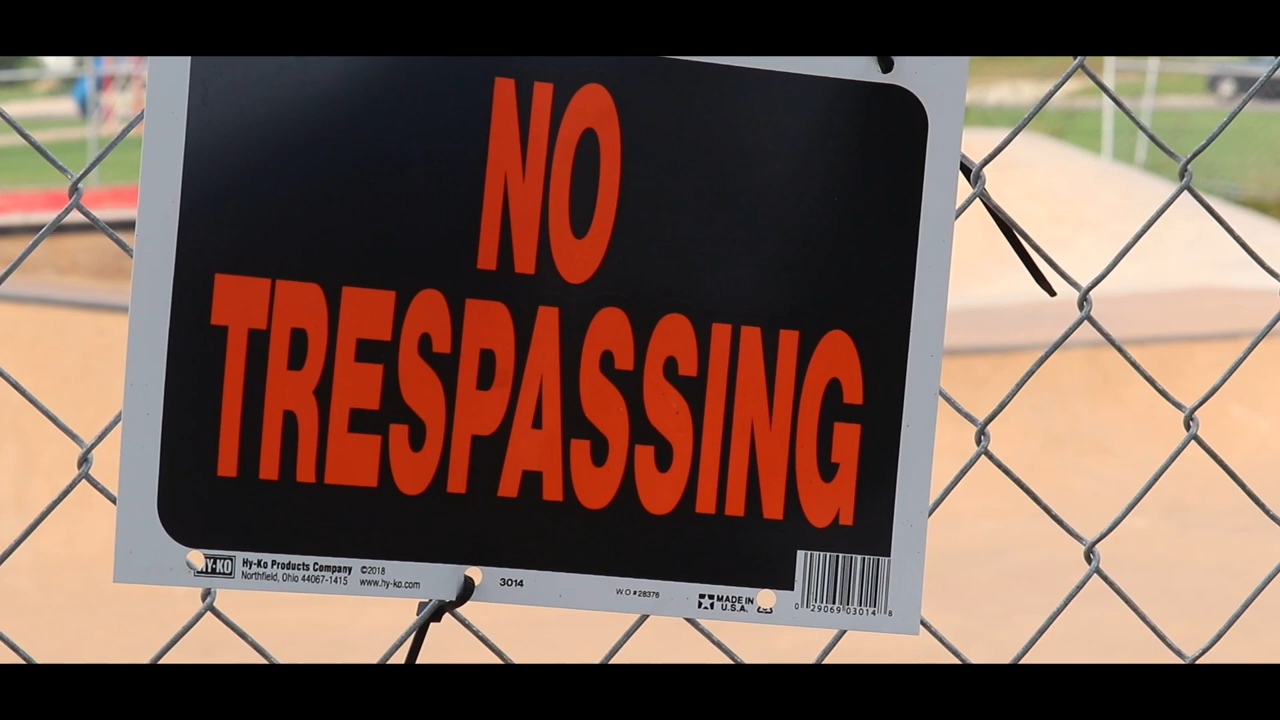 NO
TRESPASSING
HY-KO
Hy-Ko Products Company ©2018
Northfield, Ohio 44067-1415 www.hy-ko.com
3014
W.O #28376
MADE IN
U.S.A.
0 29069 03014 8